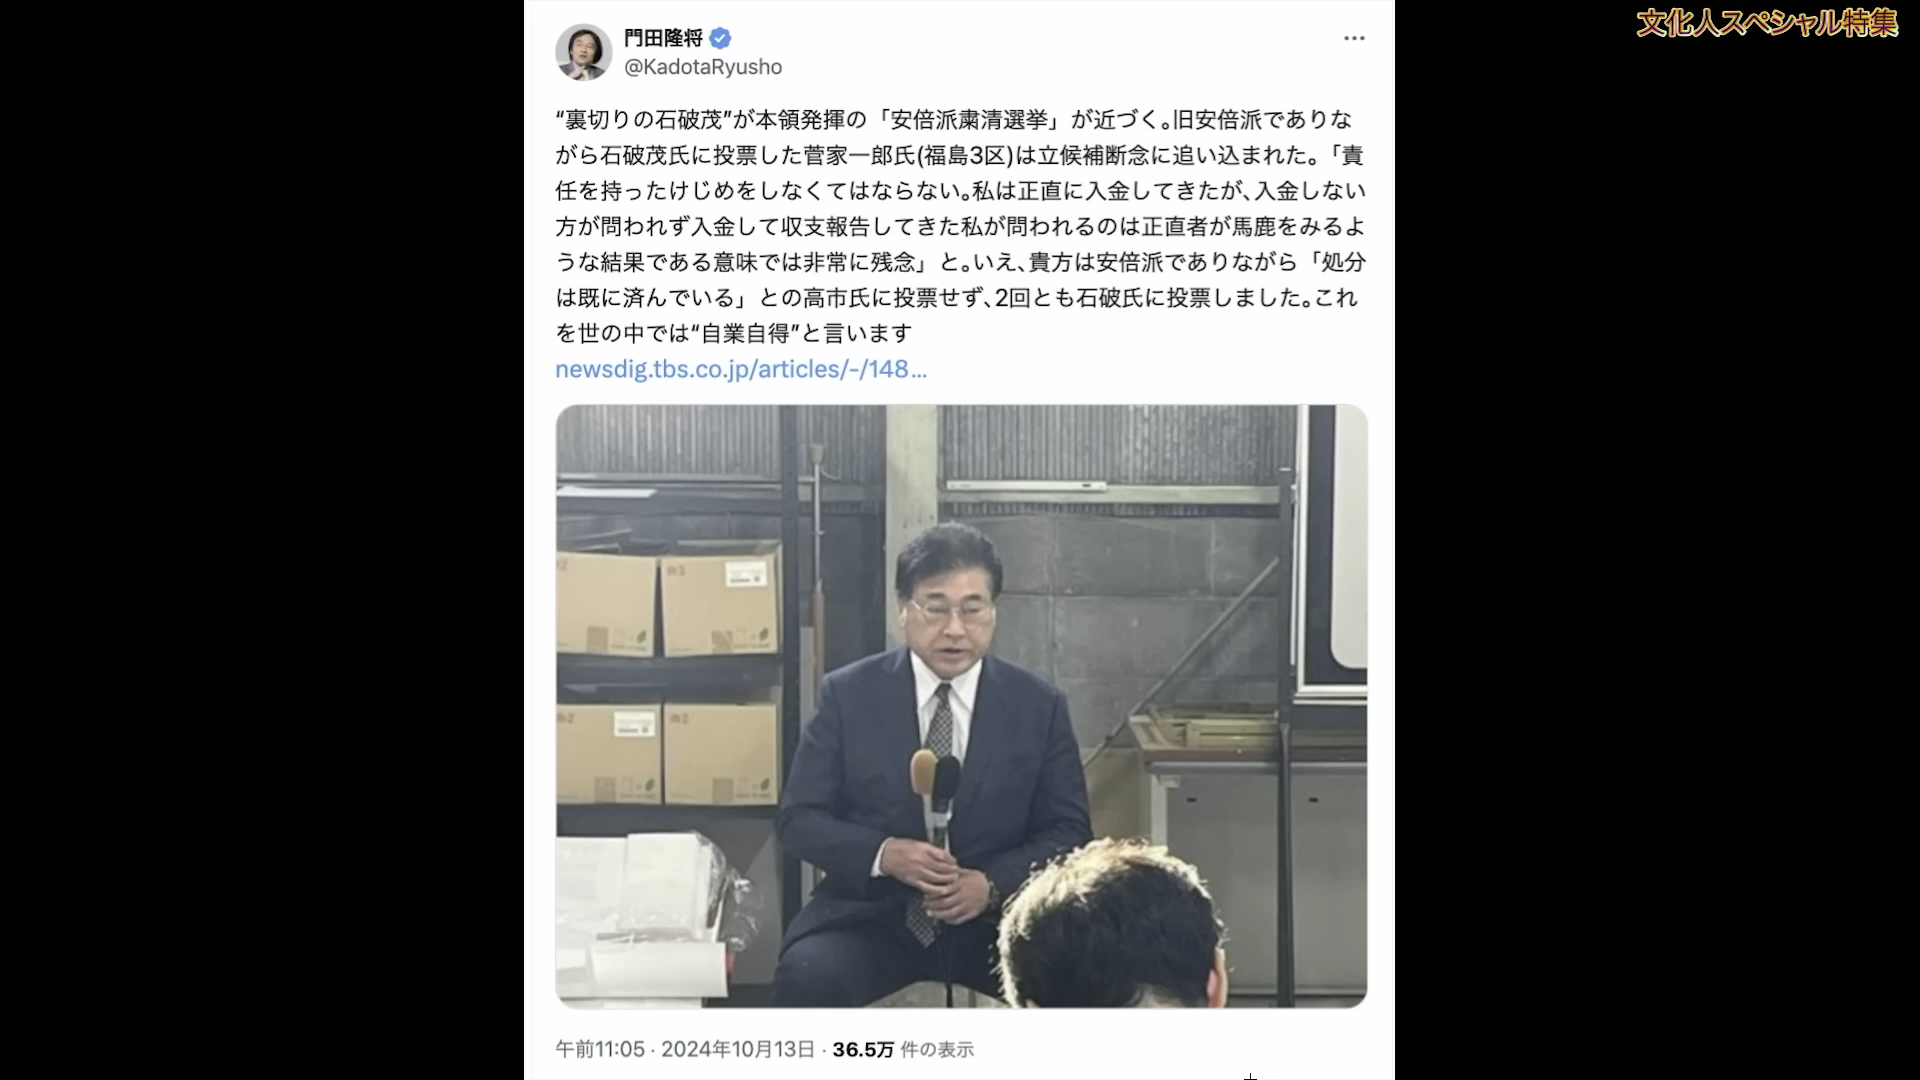 文化人スペシャル特集
門田隆将
@KadotaRyusho
“裏切りの石破茂”が本領発揮の「安倍派粛清選挙」が近づく。旧安倍派でありな
がら石破茂氏に投票した菅家一郎氏(福島3区)は立候補断念に追い込まれた。「責
任を持ったけじめをしなくてはならない。私は正直に入金してきたが、入金しない
方が問われず入金して収支報告してきた私が問われるのは正直者が馬鹿をみるよ
うな結果である意味では非常に残念」と。いえ、貴方は安倍派でありながら「処分
は既に済んでいる」との高市氏に投票せず、2回とも石破氏に投票しました。これ
を世の中では“自業自得”と言います
newsdig.tbs.co.jp/articles/-/148…
午前11:05 · 2024年10月13日 · 36.5万 件の表示